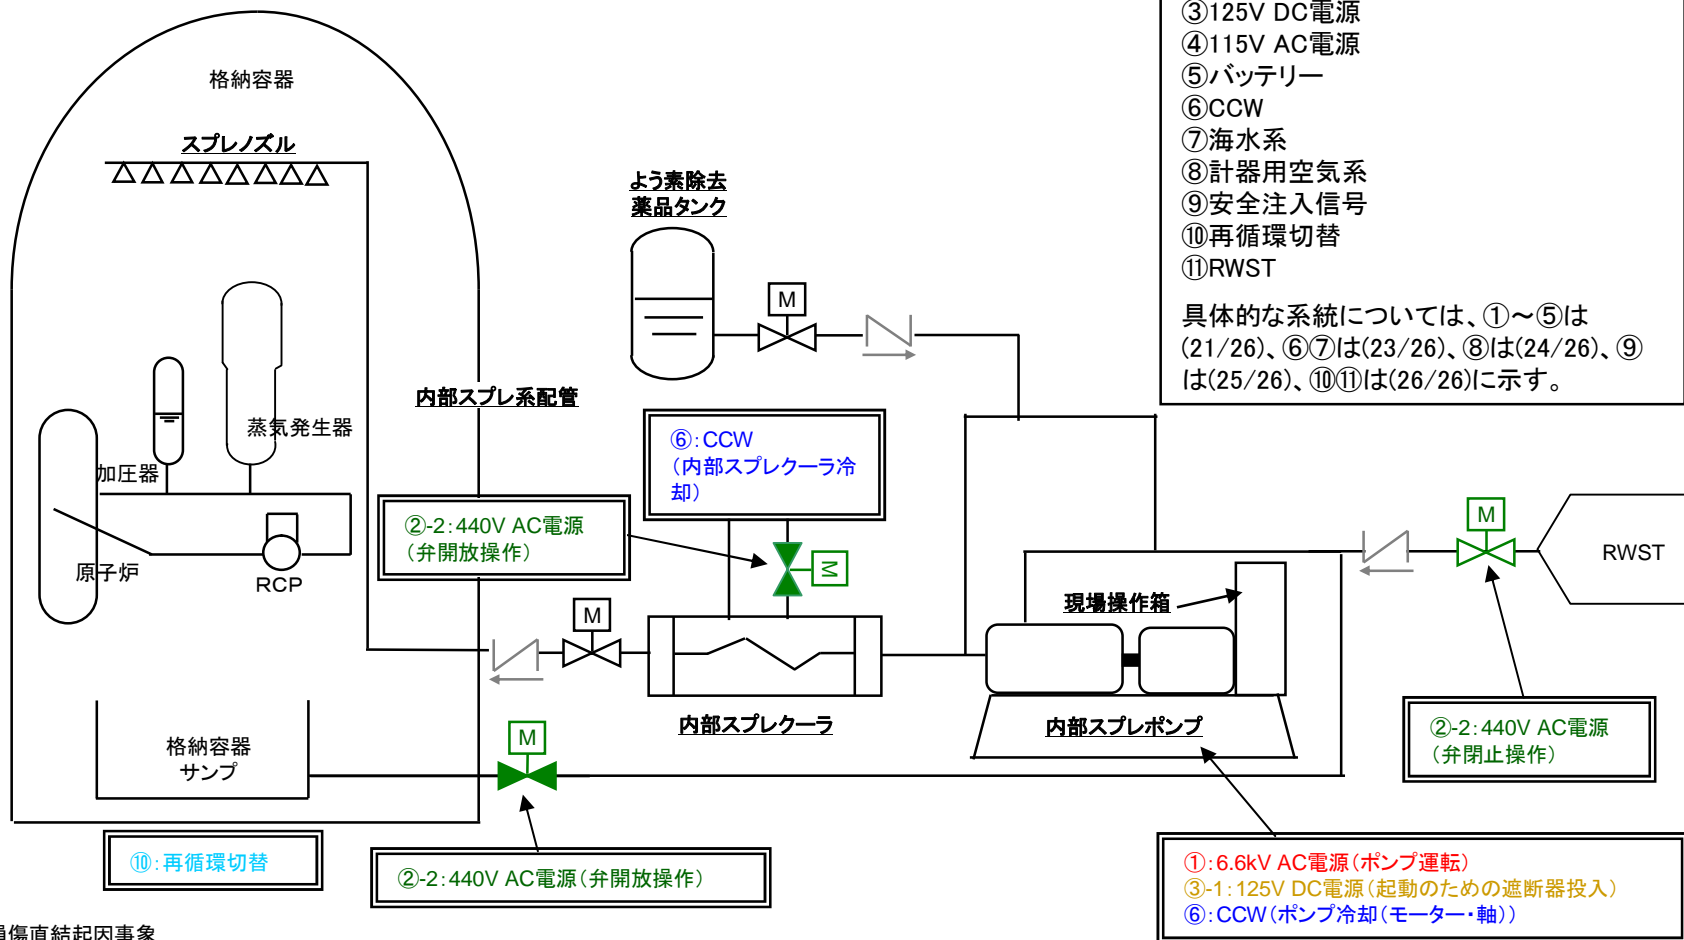 ③125V DC電源
④115V AC電源
⑤バッテリー
⑥CCW
⑦海水系
⑧計器用空気系
⑨安全注入信号
⑩再循環切替
⑪RWST
具体的な系統については、①～⑤は
(21/26)、⑥⑦は(23/26)、⑧は(24/26)、⑨
は(25/26)、⑩⑪は(26/26)に示す。
格納容器
スプレノズル
よう素除去
薬品タンク
M
内部スプレ系配管
蒸気発生器
加圧器
原子炉
RCP
⑥：CCW
（内部スプレクーラ冷
却）
②-2：440V AC電源
（弁開放操作）
M
M
M
RWST
現場操作箱
内部スプレクーラ
内部スプレポンプ
②-2：440V AC電源
（弁閉止操作）
格納容器
サンプ
M
⑩：再循環切替
②-2：440V AC電源（弁開放操作）
①：6.6kV AC電源（ポンプ運転）
③-1：125V DC電源（起動のための遮断器投入）
⑥：CCW（ポンプ冷却（モーター・軸））
損傷直結起因事象